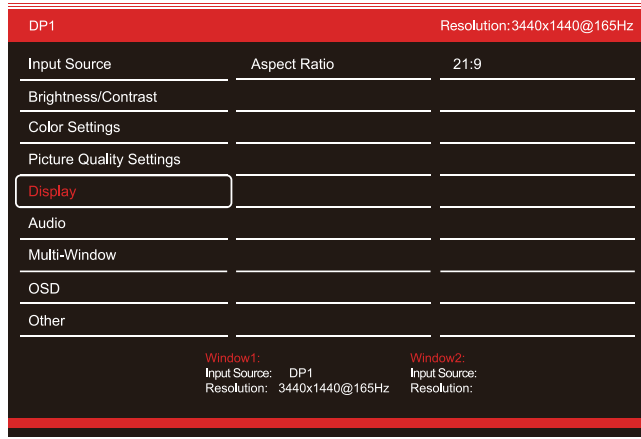 DP1 Resolution:3440x1440@165Hz
Input Source Aspect Ratio 21:9
Brightness/Contrast
Color Settings
Picture Quality Settings
Display
Audio
Multi-Window
OSD
Other
Window1: Window2:
Input Source: DP1 Input Source:
Resolution: 3440x1440@165Hz Resolution: